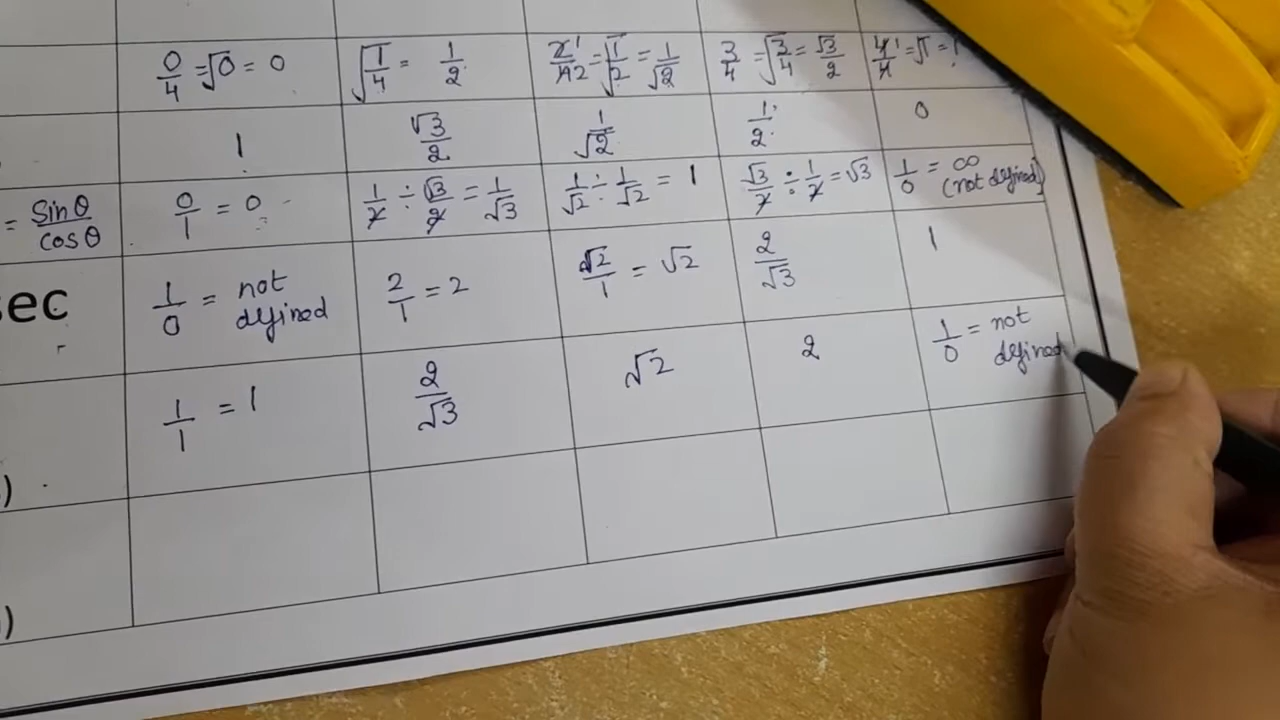 0/4 = √0 = 0 √1/4 = 1/2 2̸1/4̸2 = √1/2 = 1/√2 3/4 = √3/4 = √3/2 4̸1/4̸ = √1 = 1
1 √3/2 1/√2 1/2 0
= Sinθ/cosθ 0/1 = 0 1/2̸ ÷ √3/2̸ = 1/√3 1/√2 ÷ 1/√2 = 1 √3/2̸ ÷ 1/2̸ = √3 1/0 = ∞ (not defined)
sec 1/0 = not defined 2/1 = 2 √2/1 = √2 2/√3 1
1/1 = 1 2/√3 √2 2 1/0 = not defined
)
)